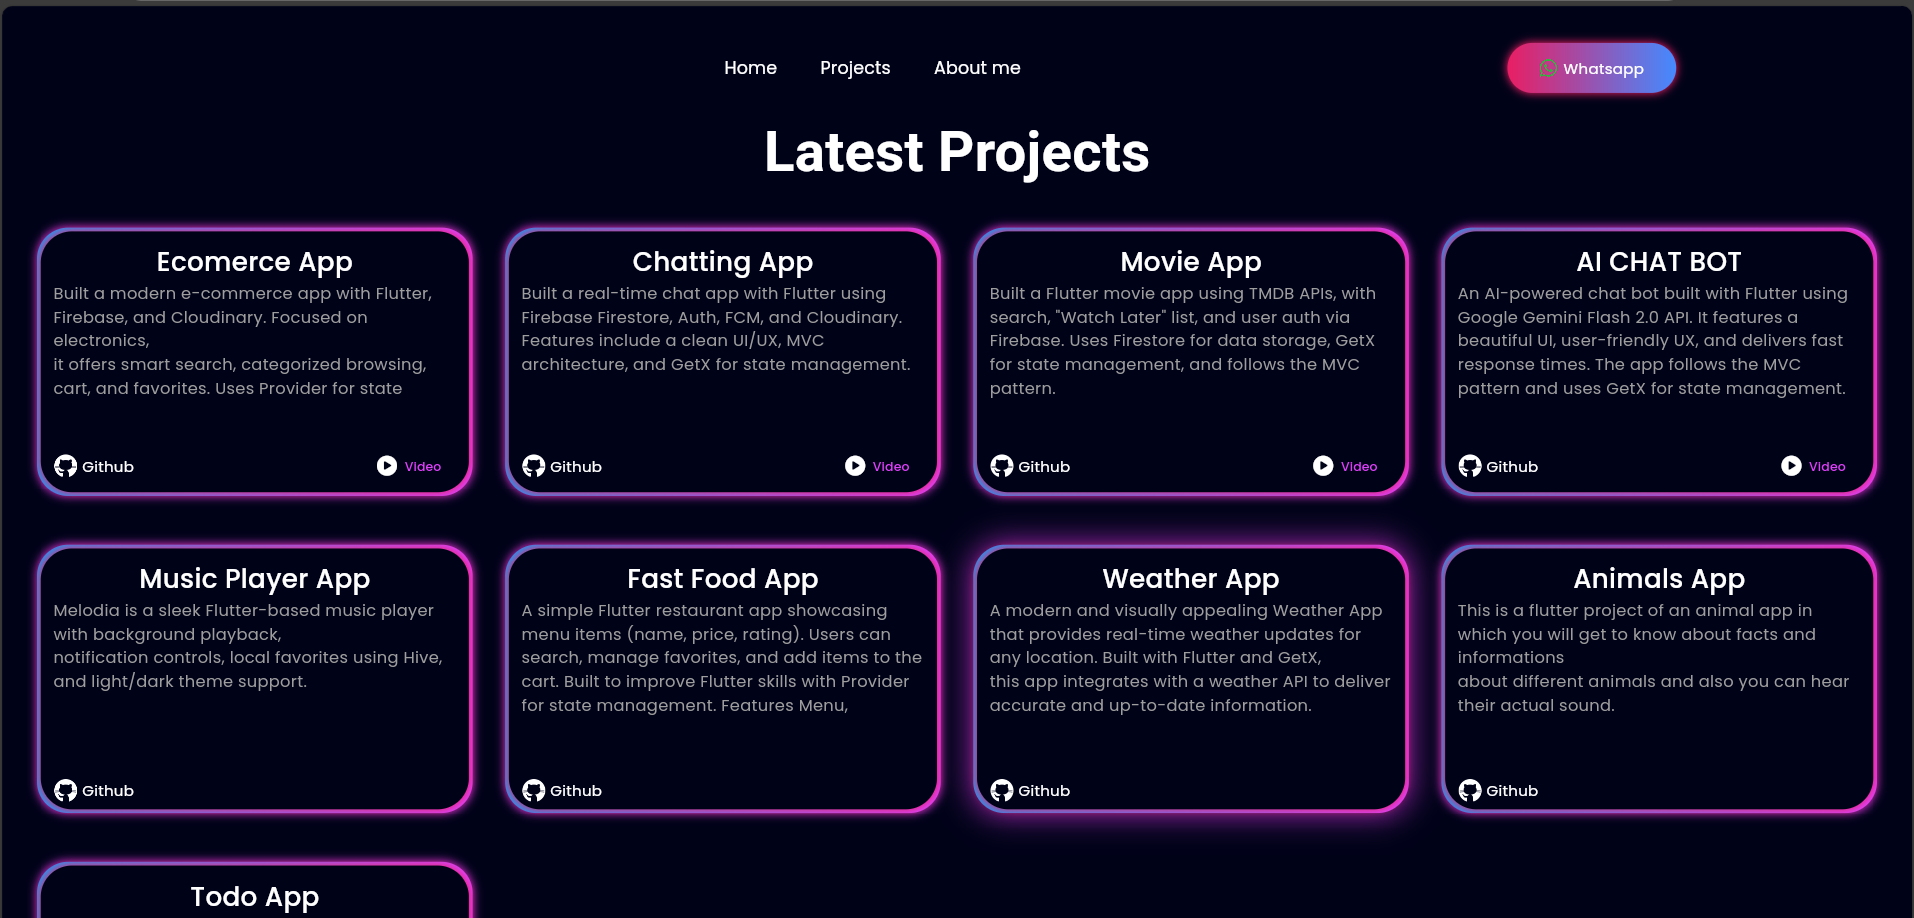 Home Projects About me Whatsapp
Latest Projects
Ecomerce App
Built a modern e-commerce app with Flutter,
Firebase, and Cloudinary. Focused on
electronics,
it offers smart search, categorized browsing,
cart, and favorites. Uses Provider for state
Github Video
Chatting App
Built a real-time chat app with Flutter using
Firebase Firestore, Auth, FCM, and Cloudinary.
Features include a clean UI/UX, MVC
architecture, and GetX for state management.
Github Video
Movie App
Built a Flutter movie app using TMDB APIs, with
search, "Watch Later" list, and user auth via
Firebase. Uses Firestore for data storage, GetX
for state management, and follows the MVC
pattern.
Github Video
AI CHAT BOT
An AI-powered chat bot built with Flutter using
Google Gemini Flash 2.0 API. It features a
beautiful UI, user-friendly UX, and delivers fast
response times. The app follows the MVC
pattern and uses GetX for state management.
Github Video
Music Player App
Melodia is a sleek Flutter-based music player
with background playback,
notification controls, local favorites using Hive,
and light/dark theme support.
Github
Fast Food App
A simple Flutter restaurant app showcasing
menu items (name, price, rating). Users can
search, manage favorites, and add items to the
cart. Built to improve Flutter skills with Provider
for state management. Features Menu,
Github
Weather App
A modern and visually appealing Weather App
that provides real-time weather updates for
any location. Built with Flutter and GetX,
this app integrates with a weather API to deliver
accurate and up-to-date information.
Github
Animals App
This is a flutter project of an animal app in
which you will get to know about facts and
informations
about different animals and also you can hear
their actual sound.
Github
Todo App